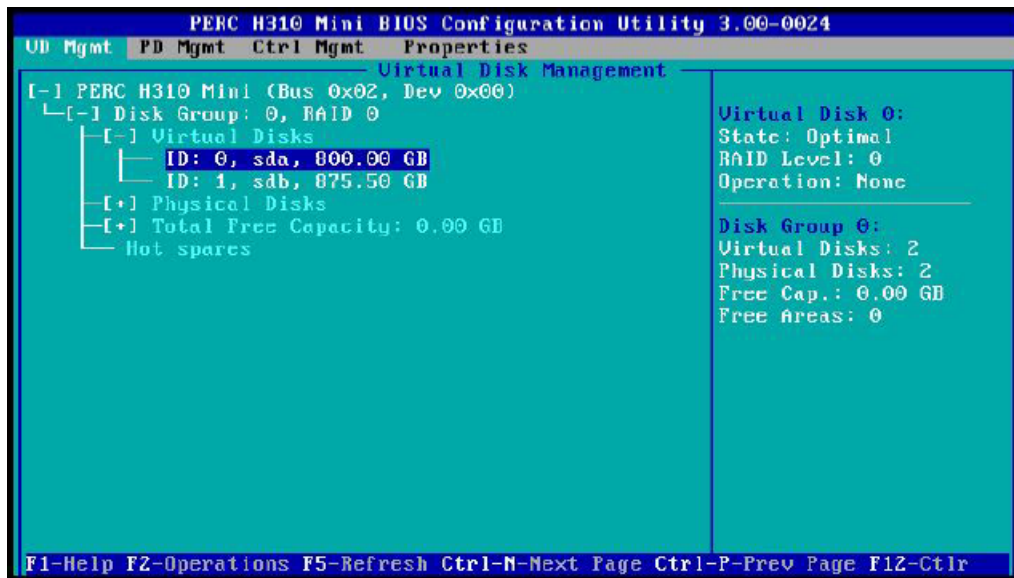 PERC H310 Mini BIOS Configuration Utility 3.00-0024
VD Mgmt PD Mgmt Ctrl Mgmt Properties
Virtual Disk Management
[-] PERC H310 Mini (Bus 0x02, Dev 0x00)
[-] Disk Group: 0, RAID 0
[-] Virtual Disks
ID: 0, sda, 800.00 GB
ID: 1, sdb, 875.50 GB
[+] Physical Disks
[+] Total Free Capacity: 0.00 GB
Hot spares
Virtual Disk 0:
State: Optimal
RAID Level: 0
Operation: None
Disk Group 0:
Virtual Disks: 2
Physical Disks: 2
Free Cap.: 0.00 GB
Free Areas: 0
F1-Help F2-Operations F5-Refresh Ctrl-N-Next Page Ctrl-P-Prev Page F12-Ctlr